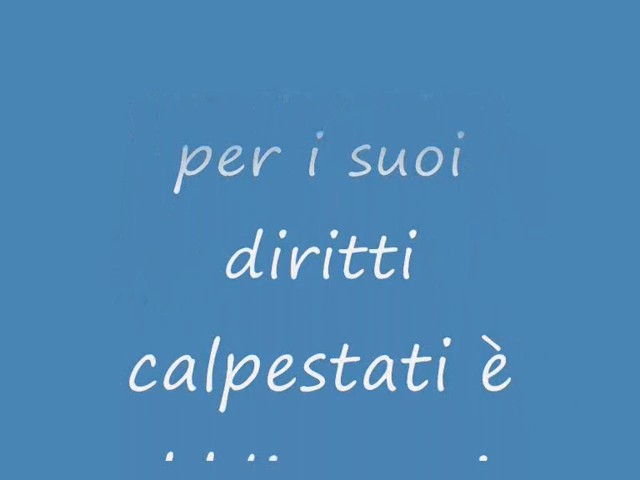 per i suoi
diritti
calpestati è